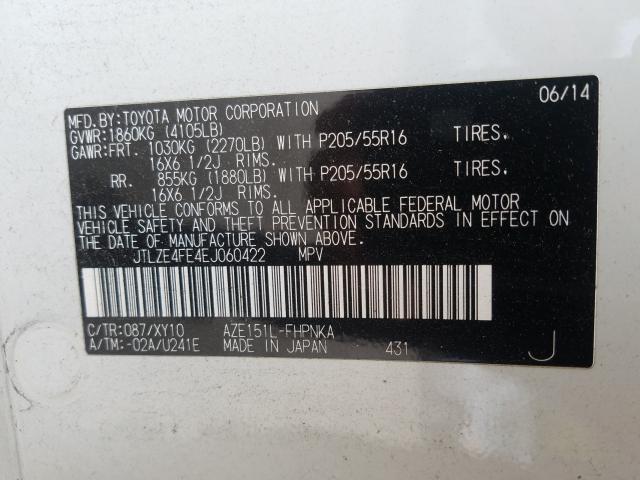 MFD.BY:TOYOTA MOTOR CORPORATION 06/14
GVWR:1860KG (4105LB)
GAWR:FRT. 1030KG (2270LB) WITH P205/55R16 TIRES,
16X6 1/2J RIMS.
RR. 855KG (1880LB) WITH P205/55R16 TIRES,
16X6 1/2J RIMS.
THIS VEHICLE CONFORMS TO ALL APPLICABLE FEDERAL MOTOR
VEHICLE SAFETY AND THEFT PREVENTION STANDARDS IN EFFECT ON
THE DATE OF MANUFACTURE SHOWN ABOVE.
JTLZE4FE4EJ060422 MPV
C/TR:087/XY10 AZE151L-FHPNKA
A/TM:-02A/U241E MADE IN JAPAN 431 J